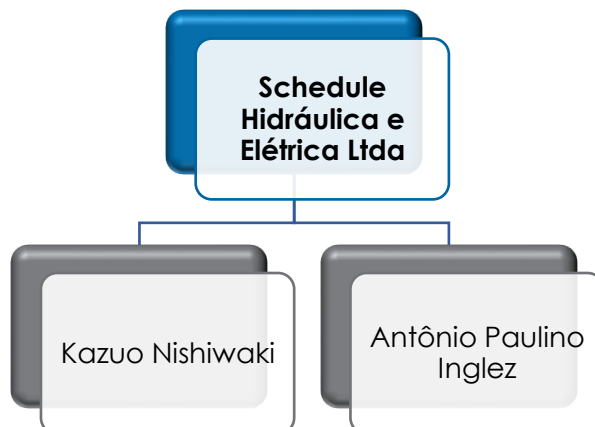 Schedule
Hidráulica e
Elétrica Ltda
Kazuo Nishiwaki
Antônio Paulino
Inglez